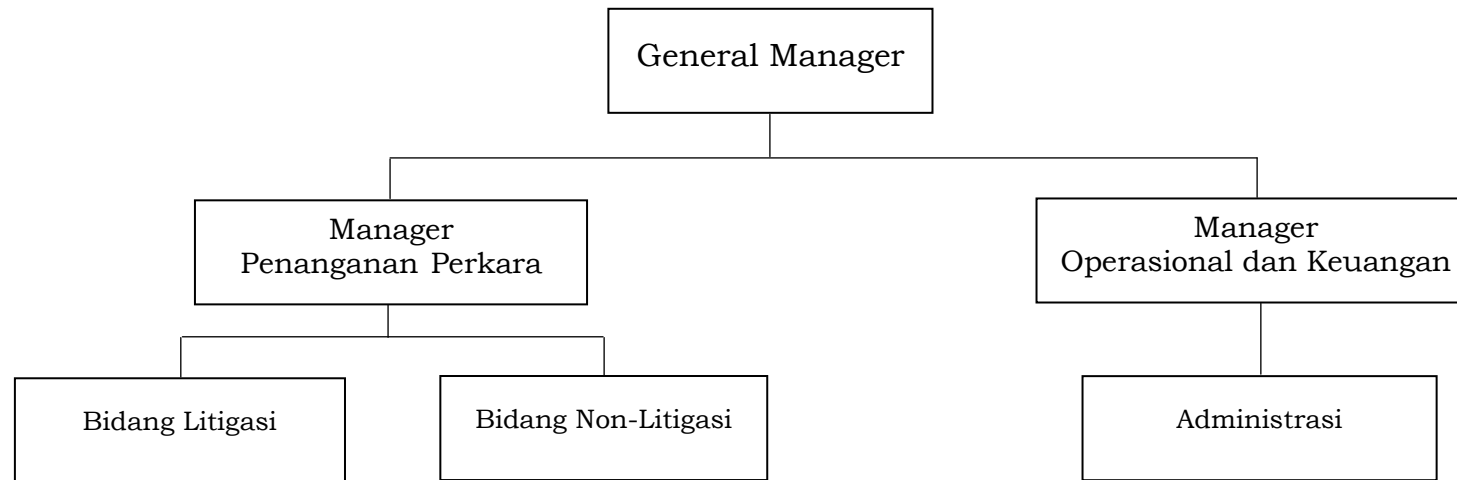 General Manager
Manager
Penanganan Perkara
Manager
Operasional dan Keuangan
Bidang Litigasi
Bidang Non-Litigasi
Administrasi